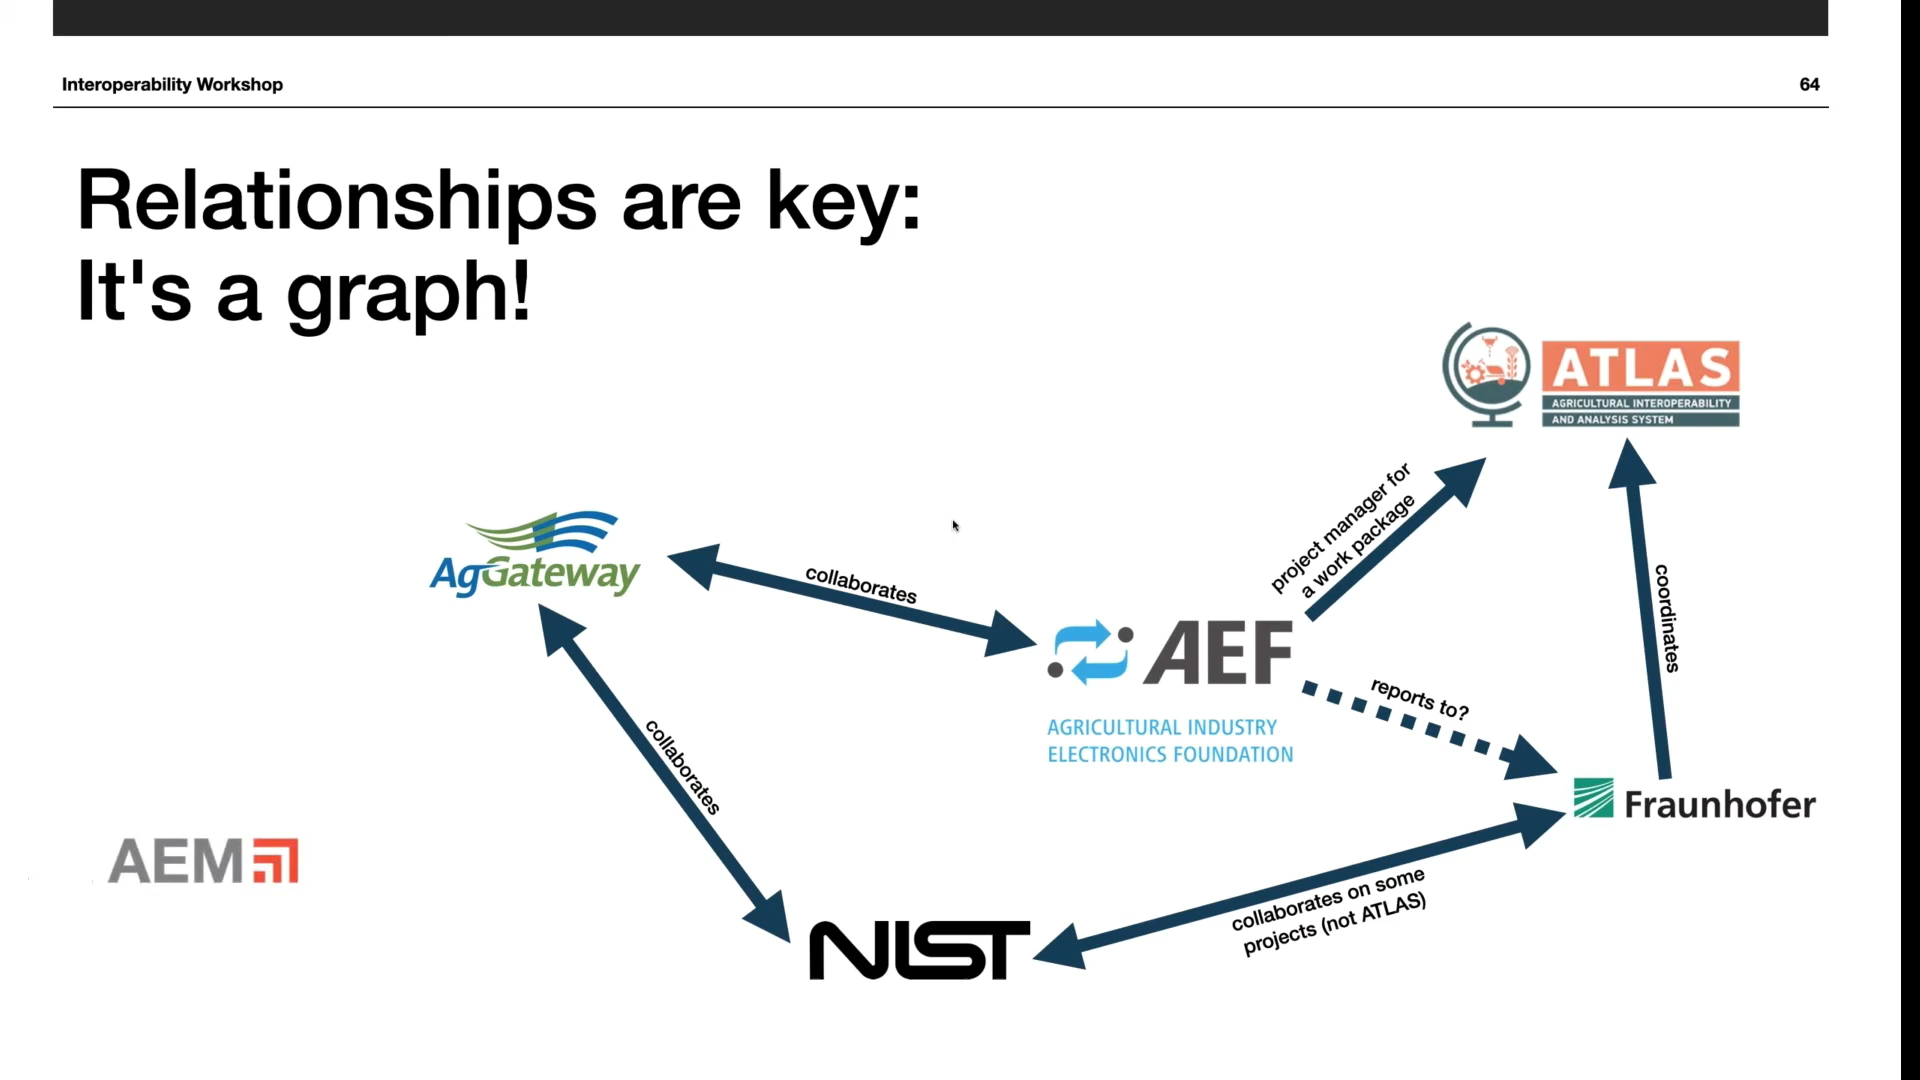 Interoperability Workshop
64
Relationships are key:
It's a graph!
ATLAS
AGRICULTURAL INTEROPERABILITY
AND ANALYSIS SYSTEM
project manager for
a work package
AgGateway
collaborates
coordinates
AEF
AGRICULTURAL INDUSTRY
ELECTRONICS FOUNDATION
reports to?
collaborates
Fraunhofer
AEM
collaborates on some
projects (not ATLAS)
NIST